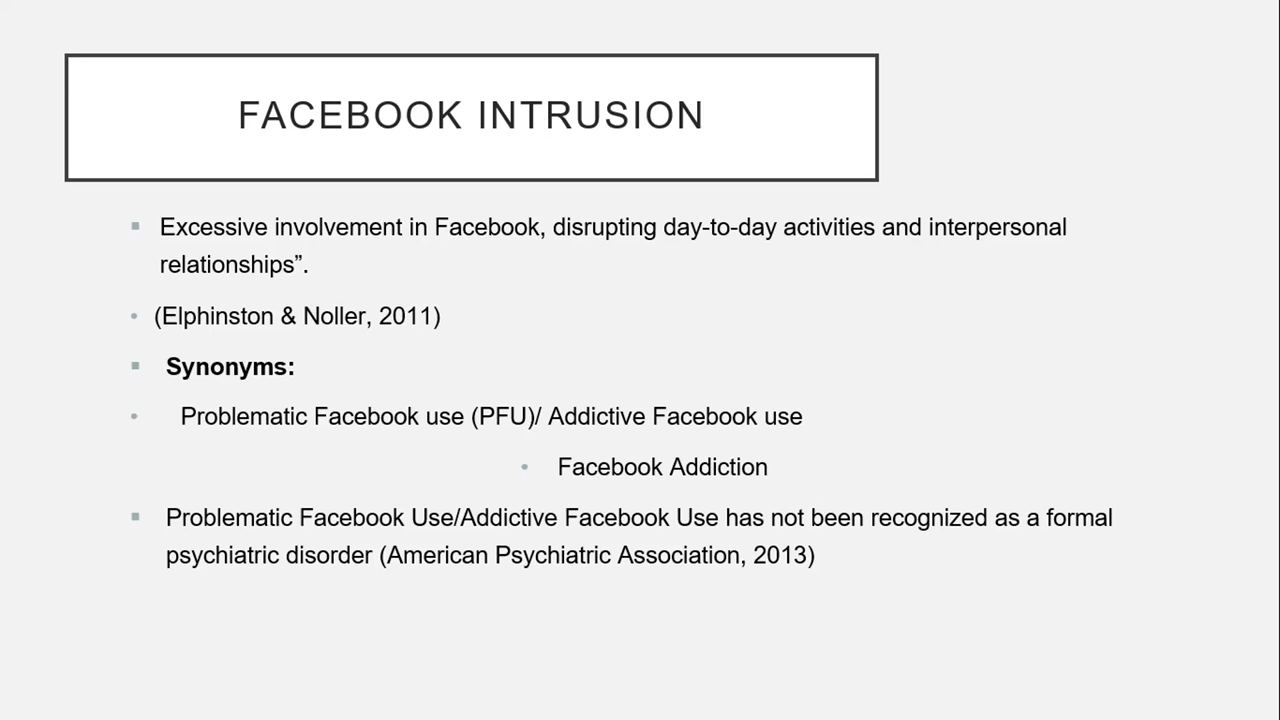 FACEBOOK INTRUSION
Excessive involvement in Facebook, disrupting day-to-day activities and interpersonal
relationships”.
(Elphinston & Noller, 2011)
Synonyms:
Problematic Facebook use (PFU)/ Addictive Facebook use
Facebook Addiction
Problematic Facebook Use/Addictive Facebook Use has not been recognized as a formal
psychiatric disorder (American Psychiatric Association, 2013)